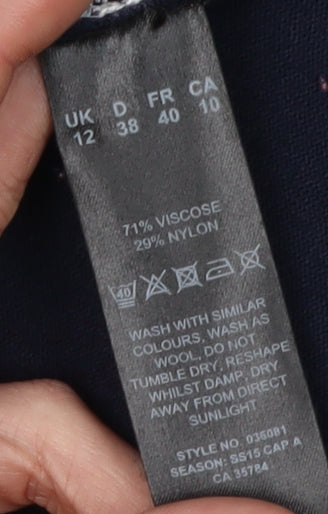 UK D FR CA
12 38 40 10
71% VISCOSE
29% NYLON
40
WASH WITH SIMILAR
COLOURS, WASH AS
WOOL, DO NOT
TUMBLE DRY, RESHAPE
WHILST DAMP, DRY
AWAY FROM DIRECT
SUNLIGHT
STYLE NO. 036081
SEASON: SS15 CAP A
CA 35784